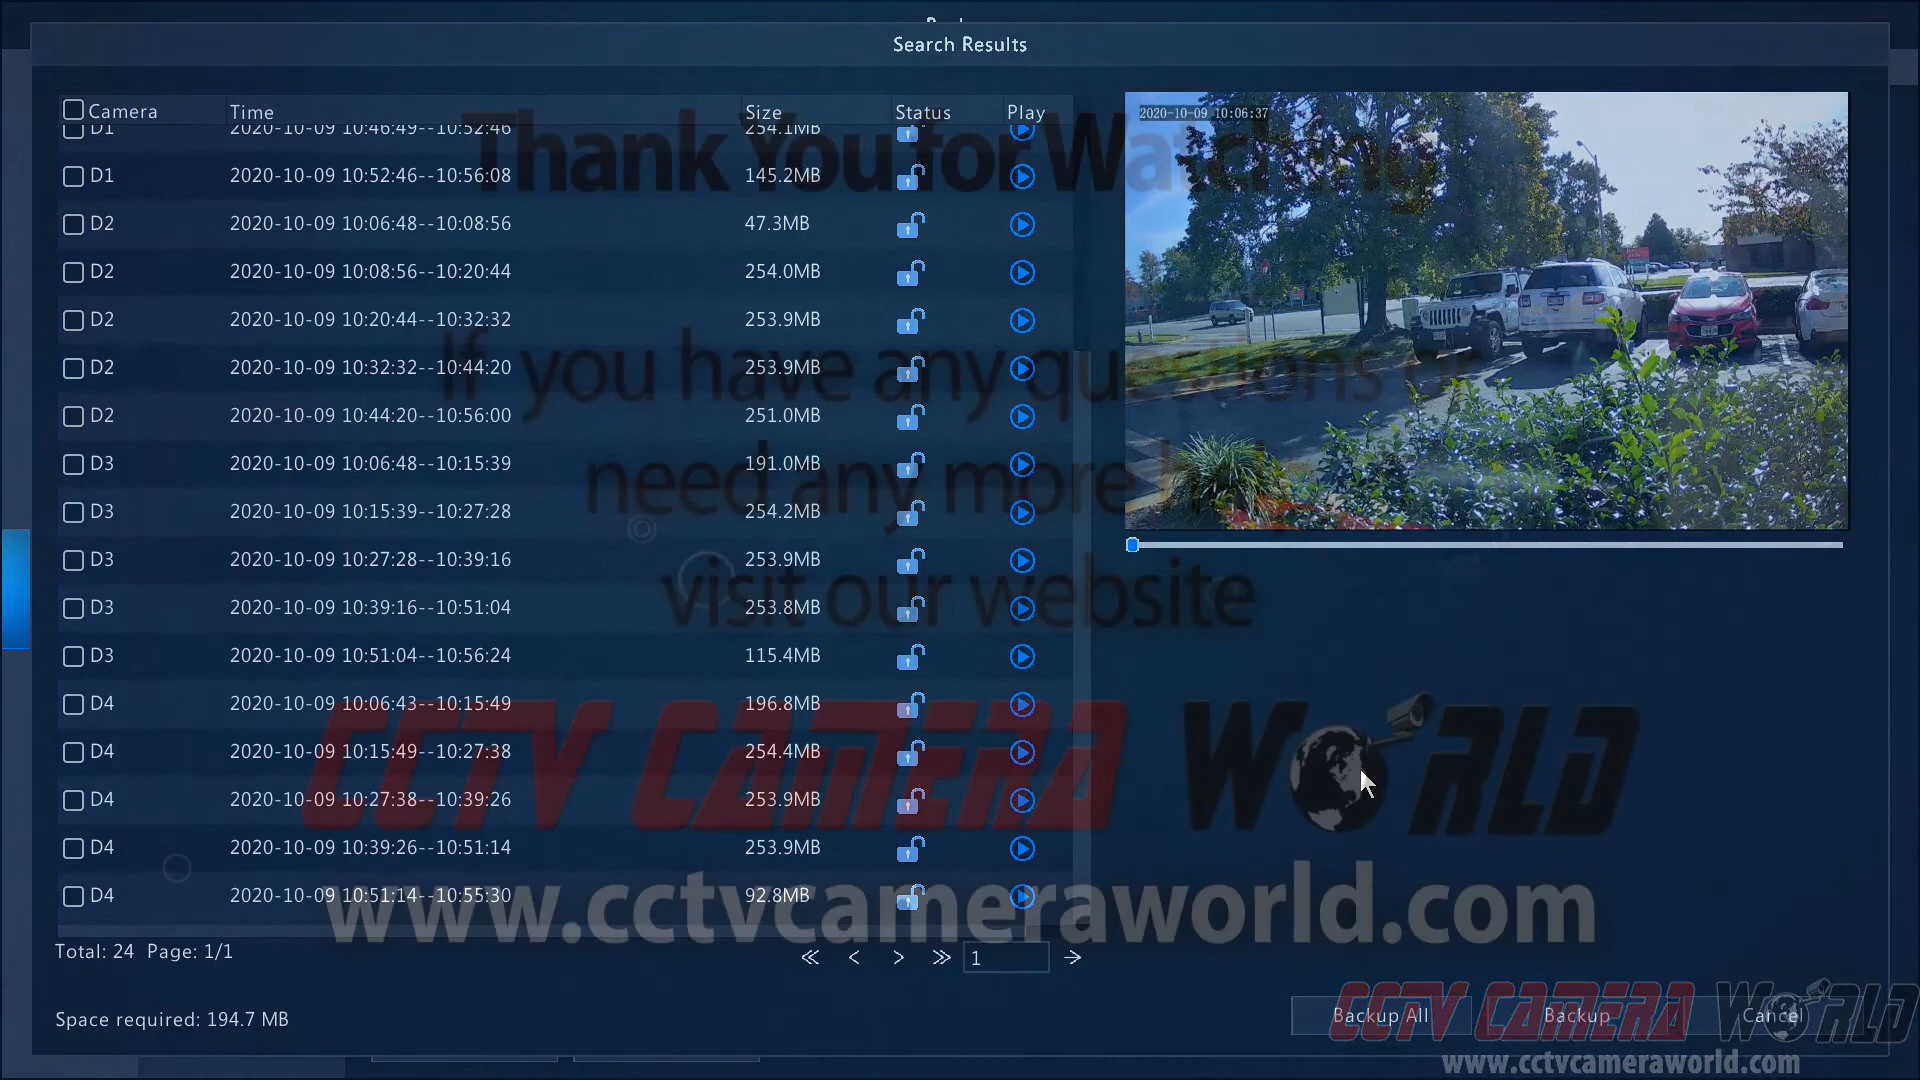 Search Results
Camera Time Size Status Play
D1 2020-10-09 10:46:49--10:52:46 254.1MB
D1 2020-10-09 10:52:46--10:56:08 145.2MB
D2 2020-10-09 10:06:48--10:08:56 47.3MB
D2 2020-10-09 10:08:56--10:20:44 254.0MB
D2 2020-10-09 10:20:44--10:32:32 253.9MB
D2 2020-10-09 10:32:32--10:44:20 253.9MB
D2 2020-10-09 10:44:20--10:56:00 251.0MB
D3 2020-10-09 10:06:48--10:15:39 191.0MB
D3 2020-10-09 10:15:39--10:27:28 254.2MB
D3 2020-10-09 10:27:28--10:39:16 253.9MB
D3 2020-10-09 10:39:16--10:51:04 253.8MB
D3 2020-10-09 10:51:04--10:56:24 115.4MB
D4 2020-10-09 10:06:43--10:15:49 196.8MB
D4 2020-10-09 10:15:49--10:27:38 254.4MB
D4 2020-10-09 10:27:38--10:39:26 253.9MB
D4 2020-10-09 10:39:26--10:51:14 253.9MB
D4 2020-10-09 10:51:14--10:55:30 92.8MB
Total: 24 Page: 1/1
1
Space required: 194.7 MB
Backup All Backup Cancel
2020-10-09 10:06:37
Thank You for Watching
If you have any questions or
need any more
visit our website
CCTV CAMERA WORLD
www.cctvcameraworld.com
CCTV CAMERA WORLD
www.cctvcameraworld.com